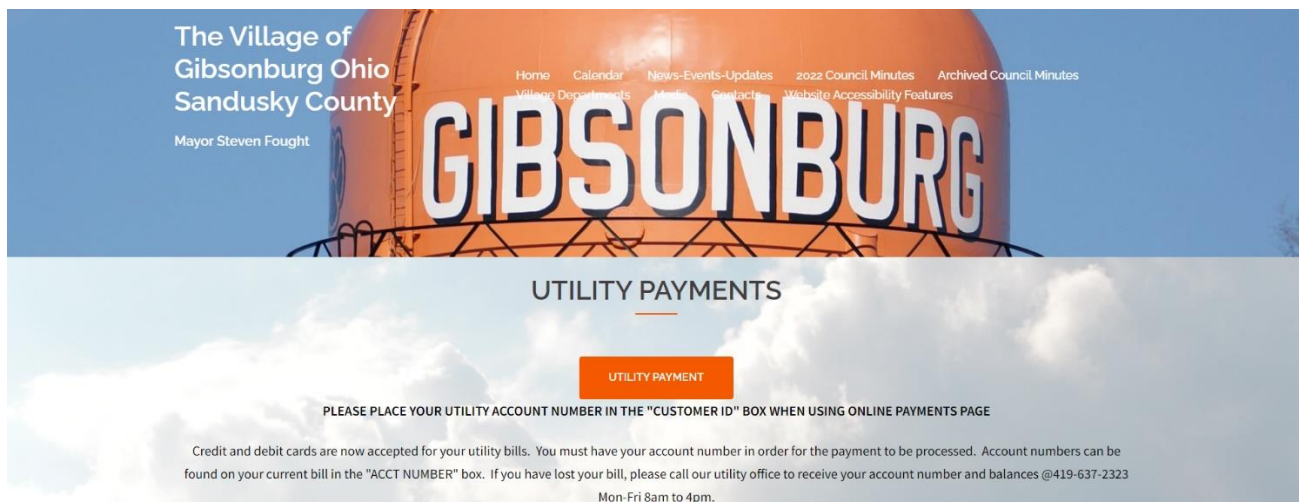 The Village of
Gibsonburg Ohio
Sandusky County
Mayor Steven Fought
Home Calendar News-Events-Updates 2022 Council Minutes Archived Council Minutes
Village Departments Media Contacts Website Accessibility Features
GIBSONBURG
UTILITY PAYMENTS
UTILITY PAYMENT
PLEASE PLACE YOUR UTILITY ACCOUNT NUMBER IN THE "CUSTOMER ID" BOX WHEN USING ONLINE PAYMENTS PAGE
Credit and debit cards are now accepted for your utility bills. You must have your account number in order for the payment to be processed. Account numbers can be
found on your current bill in the "ACCT NUMBER" box. If you have lost your bill, please call our utility office to receive your account number and balances @419-637-2323
Mon-Fri 8am to 4pm.